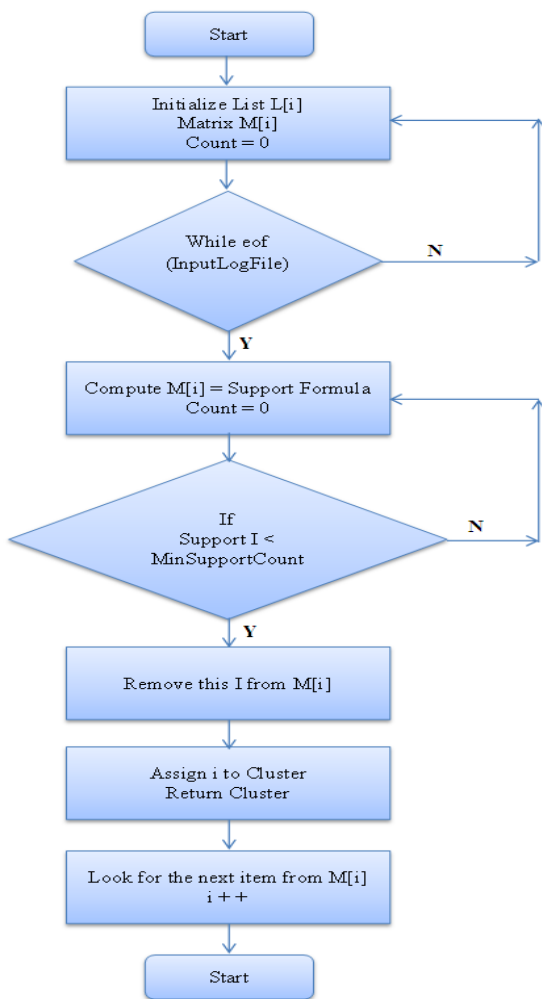 Start
Initialize List L[i]
Matrix M[i]
Count = 0
While eof
(InputLogFile)
N
Y
Compute M[i] = Support Formula
Count = 0
If
Support I <
MinSupportCount
N
Y
Remove this I from M[i]
Assign i to Cluster
Return Cluster
Look for the next item from M[i]
i + +
Start